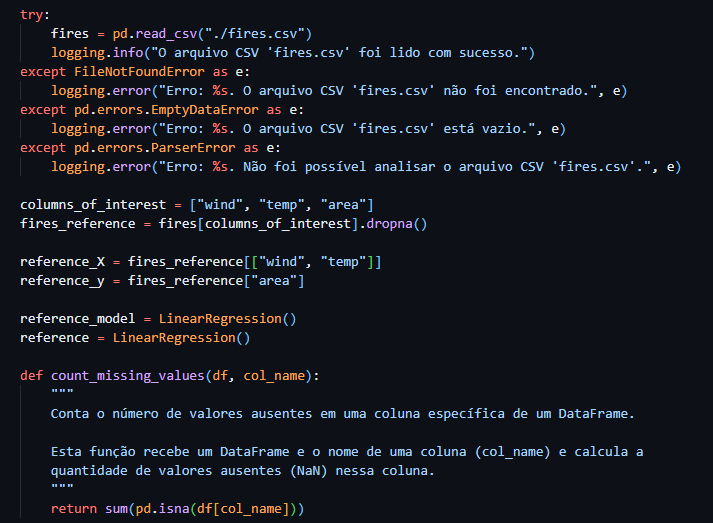 try:
    fires = pd.read_csv("./fires.csv")
    logging.info("O arquivo CSV 'fires.csv' foi lido com sucesso.")
except FileNotFoundError as e:
    logging.error("Erro: %s. O arquivo CSV 'fires.csv' não foi encontrado.", e)
except pd.errors.EmptyDataError as e:
    logging.error("Erro: %s. O arquivo CSV 'fires.csv' está vazio.", e)
except pd.errors.ParserError as e:
    logging.error("Erro: %s. Não foi possível analisar o arquivo CSV 'fires.csv'.", e)

columns_of_interest = ["wind", "temp", "area"]
fires_reference = fires[columns_of_interest].dropna()

reference_X = fires_reference[["wind", "temp"]]
reference_y = fires_reference["area"]

reference_model = LinearRegression()
reference = LinearRegression()

def count_missing_values(df, col_name):
    """
    Conta o número de valores ausentes em uma coluna específica de um DataFrame.

    Esta função recebe um DataFrame e o nome de uma coluna (col_name) e calcula a
    quantidade de valores ausentes (NaN) nessa coluna.
    """
    return sum(pd.isna(df[col_name]))